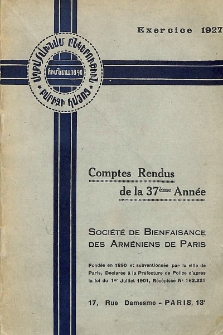 Exercice 1927
Comptes Rendus
de la 37ème Année
SOCIÉTÉ DE BIENFAISANCE
DES ARMÉNIENS DE PARIS
Fondée en 1890 et subventionnée par la ville de
Paris, Déclarée à la Préfecture de Police d'après
la loi du 1er Juillet 1901, Récépissé N° 162.221
17, Rue Damesme - PARIS, 13e